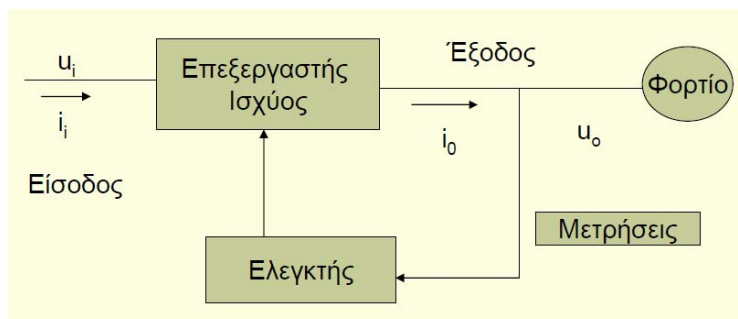 u_i
i_i
Είσοδος
Επεξεργαστής
Ισχύος
Έξοδος
i_0
u_o
Φορτίο
Μετρήσεις
Ελεγκτής